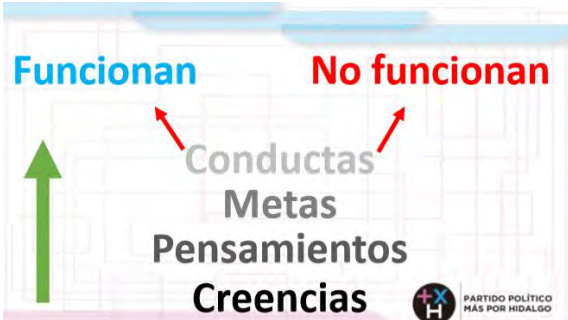 Funcionan No funcionan
Conductas
Metas
Pensamientos
Creencias
+X
H
PARTIDO POLÍTICO
MÁS POR HIDALGO